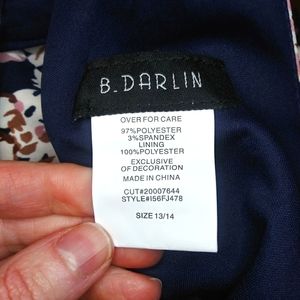 B.DARLIN
OVER FOR CARE
97%POLYESTER
3%SPANDEX
LINING
100%POLYESTER
EXCLUSIVE
OF DECORATION
MADE IN CHINA
CUT#20007644
STYLE#I56FJ478
SIZE 13/14